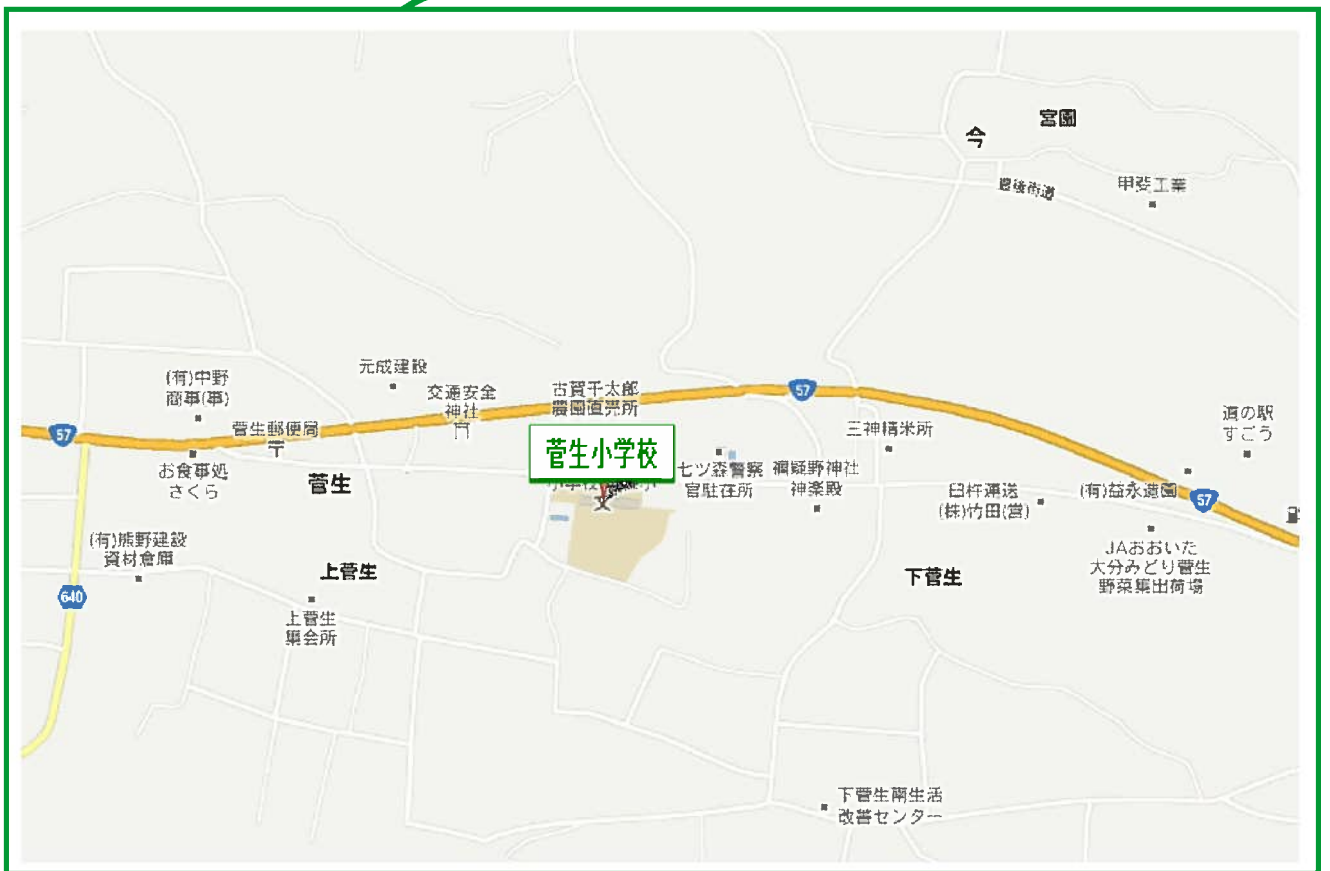 宮園
今
豊後街道
甲斐工業
元成建設
(有)中野
商事(事)
交通安全
神社
古賀千太郎
農園直売所
57
道の駅
すごう
57
菅生郵便局
三神精米所
菅生小学校
お食事処
さくら
菅生
七ツ森警察
官駐在所
禰疑野神社
神楽殿
臼杵運送
(株)竹田(営)
(有)益永造園
57
(有)熊野建設
資材倉庫
上菅生
下菅生
JAおおいた
大分みどり菅生
野菜集出荷場
640
上菅生
集会所
下菅生南生活
改善センター